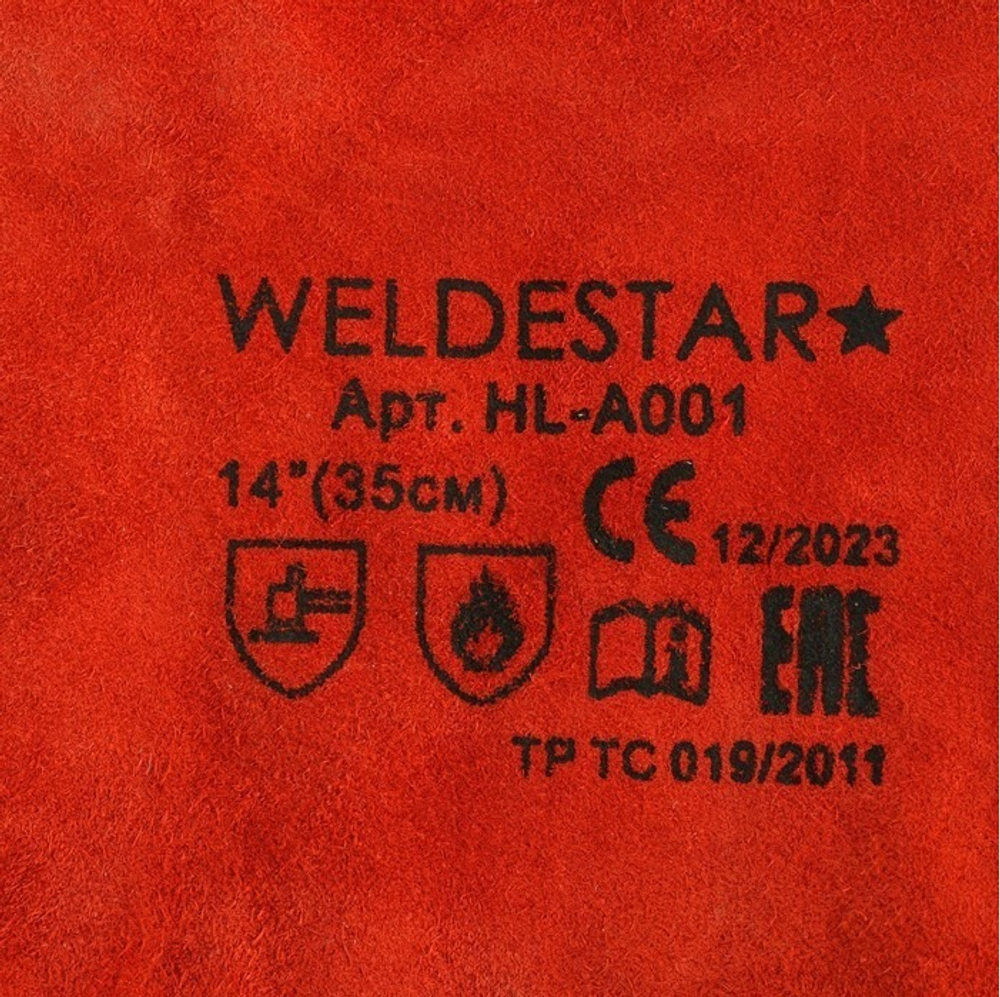 WELDESTAR★
Арт. HL-A001
14"(35см)
CE 12/2023
EAC
ТР ТС 019/2011